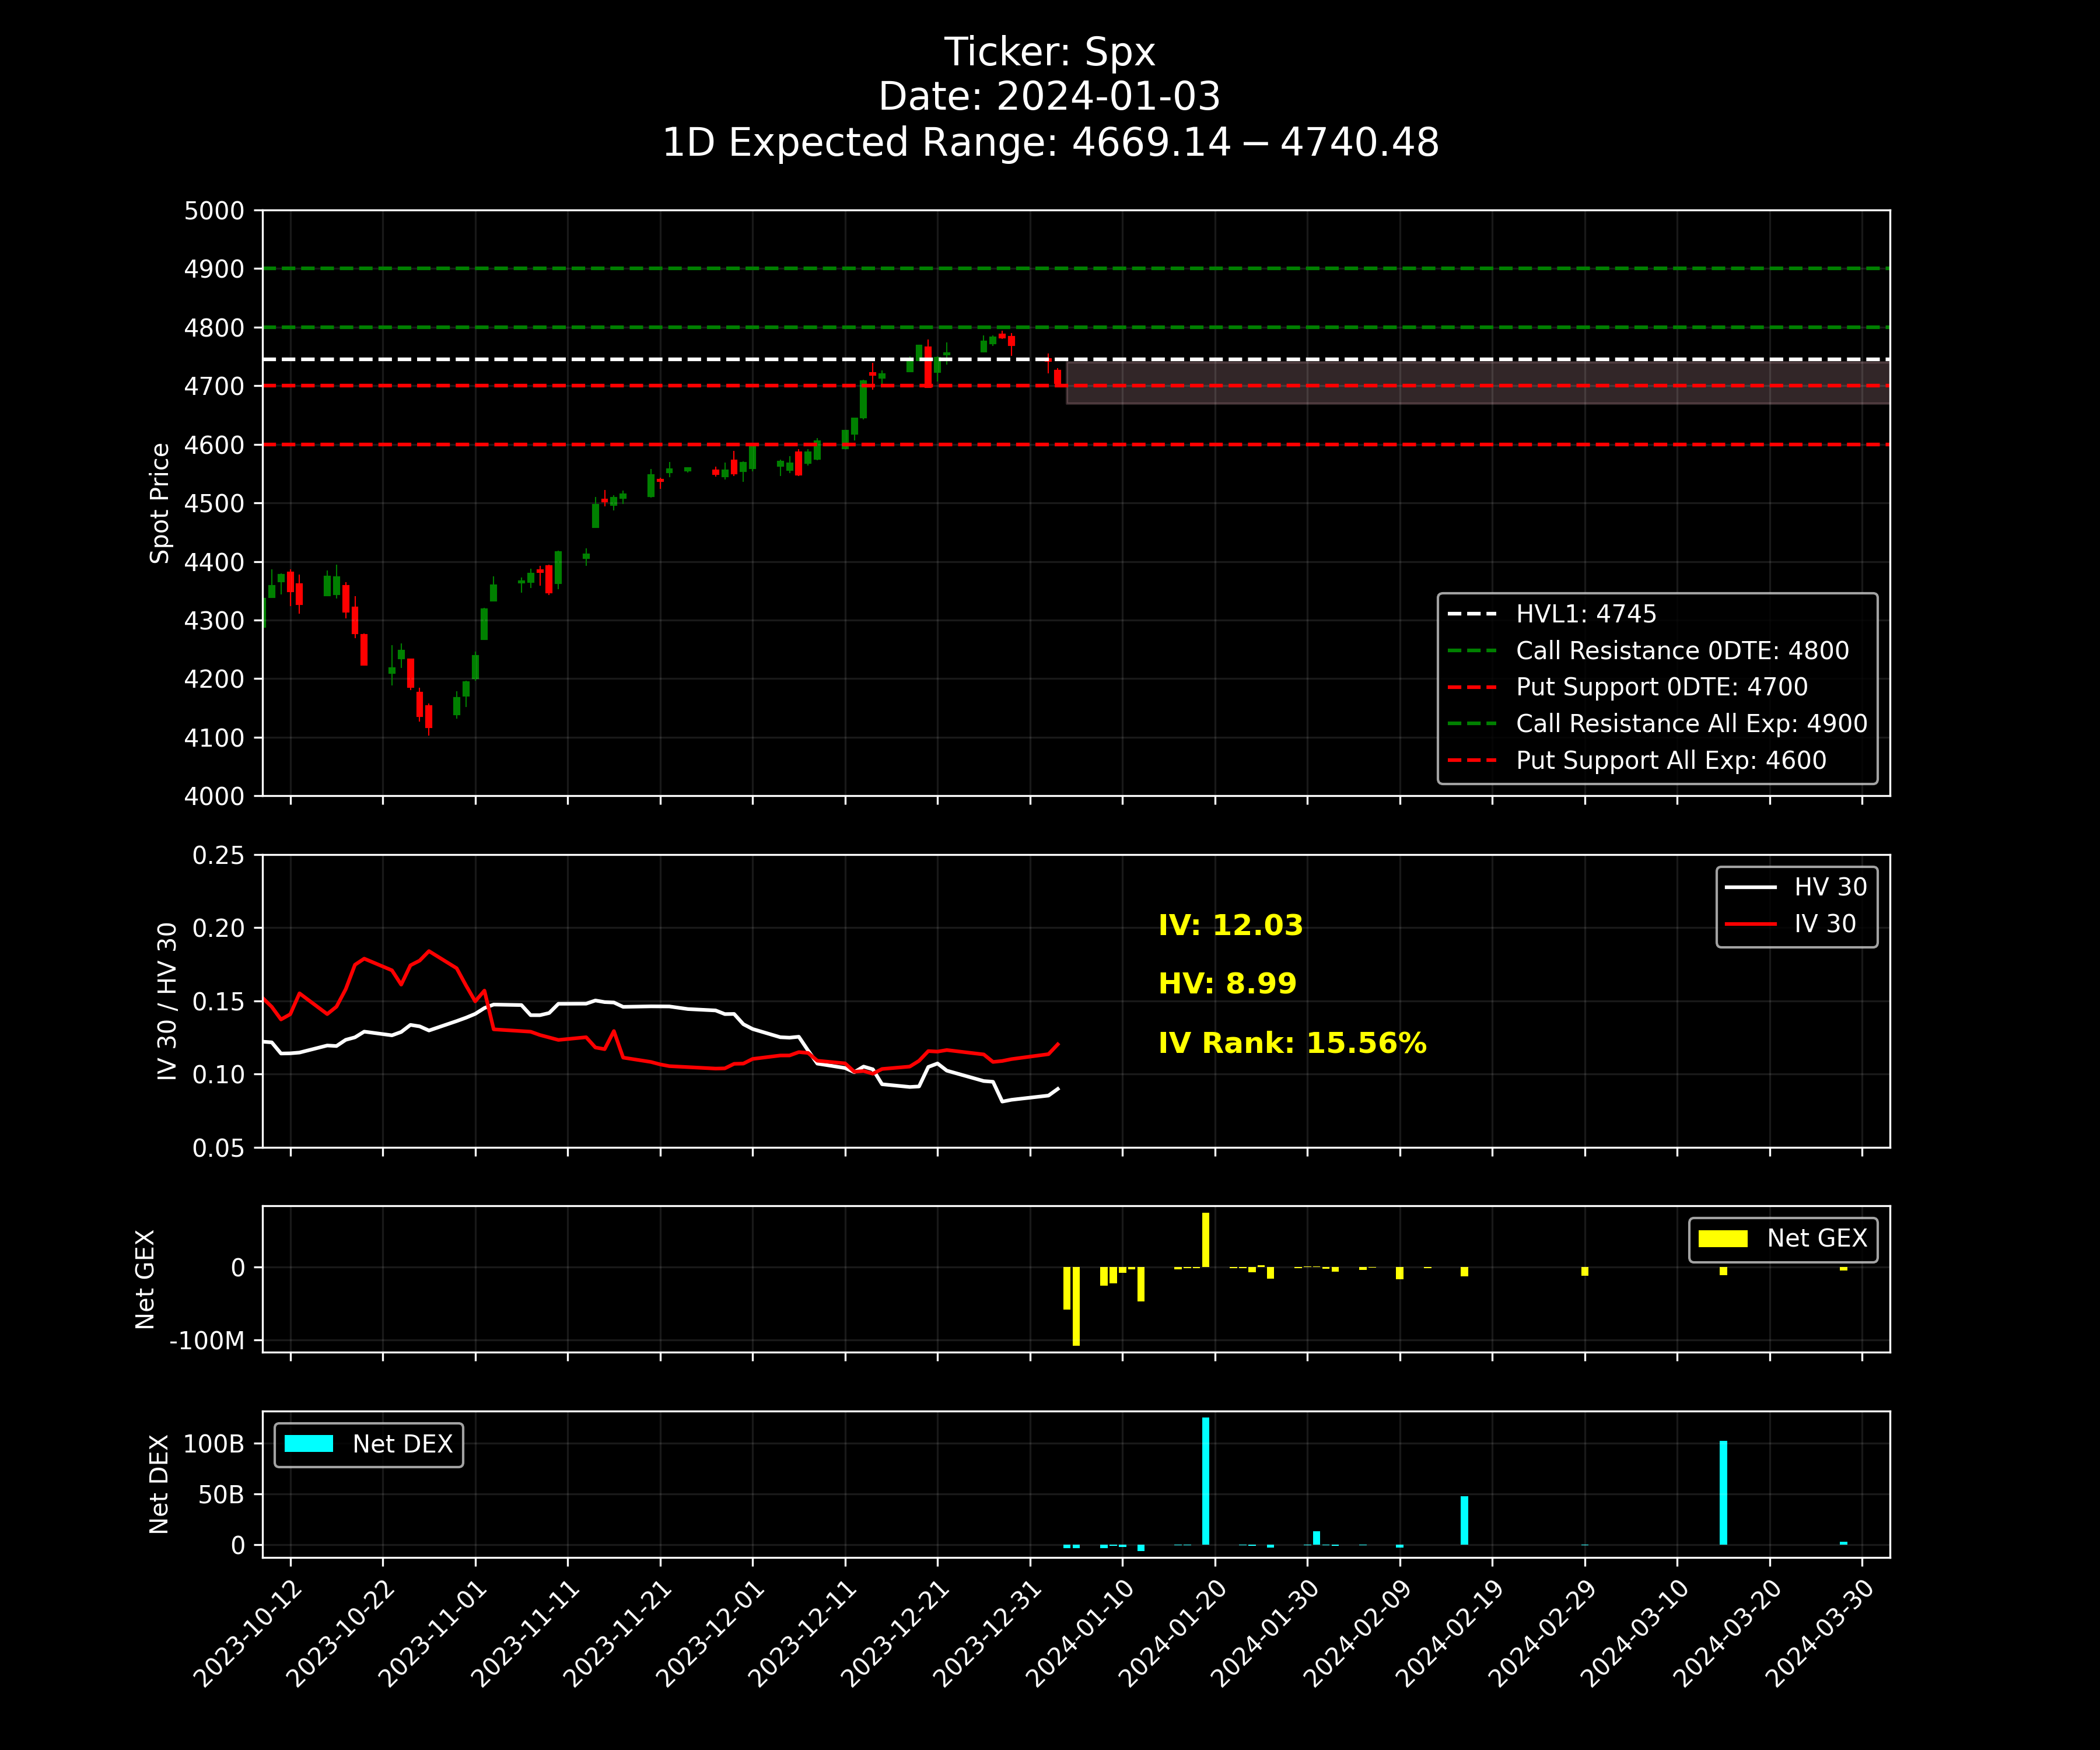 Ticker: Spx
Date: 2024-01-03
1D Expected Range: 4669.14 − 4740.48
Spot Price
5000
4900
4800
4700
4600
4500
4400
4300
4200
4100
4000
HVL1: 4745
Call Resistance 0DTE: 4800
Put Support 0DTE: 4700
Call Resistance All Exp: 4900
Put Support All Exp: 4600
IV 30 / HV 30
0.25
0.20
0.15
0.10
0.05
IV: 12.03
HV: 8.99
IV Rank: 15.56%
HV 30
IV 30
Net GEX
0
-100M
Net GEX
Net DEX
100B
50B
0
Net DEX
2023-10-12
2023-10-22
2023-11-01
2023-11-11
2023-11-21
2023-12-01
2023-12-11
2023-12-21
2023-12-31
2024-01-10
2024-01-20
2024-01-30
2024-02-09
2024-02-19
2024-02-29
2024-03-10
2024-03-20
2024-03-30